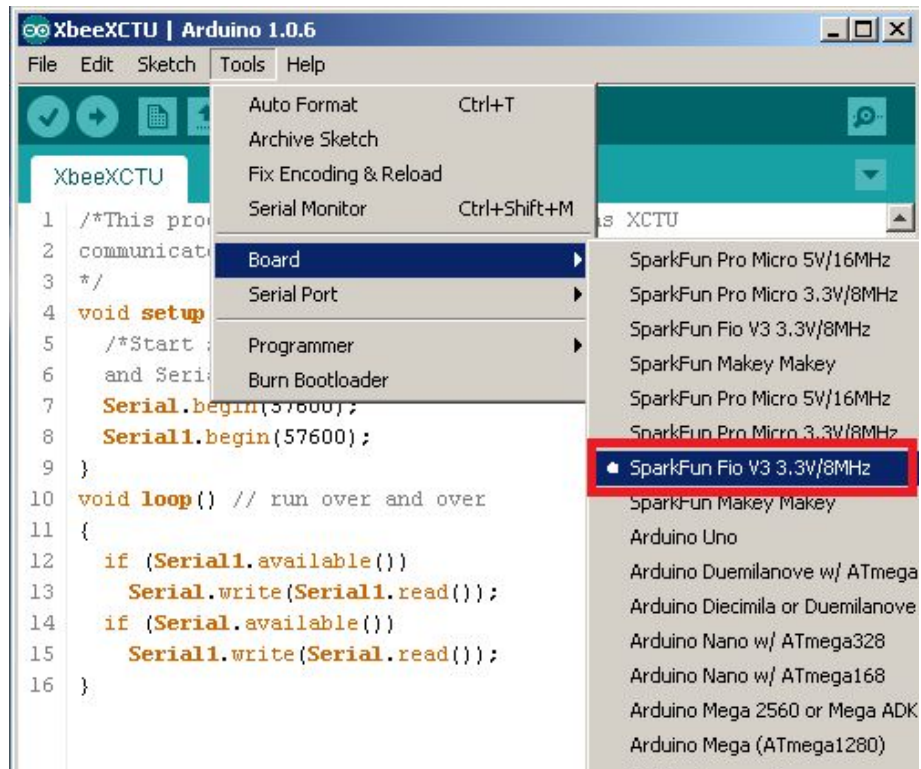 XbeeXCTU | Arduino 1.0.6
File Edit Sketch Tools Help
Auto Format Ctrl+T
Archive Sketch
Fix Encoding & Reload
Serial Monitor Ctrl+Shift+M
Board
Serial Port
Programmer
Burn Bootloader
SparkFun Pro Micro 5V/16MHz
SparkFun Pro Micro 3.3V/8MHz
SparkFun Fio V3 3.3V/8MHz
SparkFun Makey Makey
SparkFun Pro Micro 5V/16MHz
SparkFun Pro Micro 3.3V/8MHz
SparkFun Fio V3 3.3V/8MHz
SparkFun Makey Makey
Arduino Uno
Arduino Duemilanove w/ ATmega
Arduino Diecimila or Duemilanove
Arduino Nano w/ ATmega328
Arduino Nano w/ ATmega168
Arduino Mega 2560 or Mega ADK
Arduino Mega (ATmega1280)
XbeeXCTU
1 /*This pro is XCTU
2 communicat
3 */
4 void setup
5 /*Start
6 and Seri
7 Serial.begin(57600);
8 Serial1.begin(57600);
9 }
10 void loop() // run over and over
11 {
12 if (Serial1.available())
13 Serial.write(Serial1.read());
14 if (Serial.available())
15 Serial1.write(Serial.read());
16 }